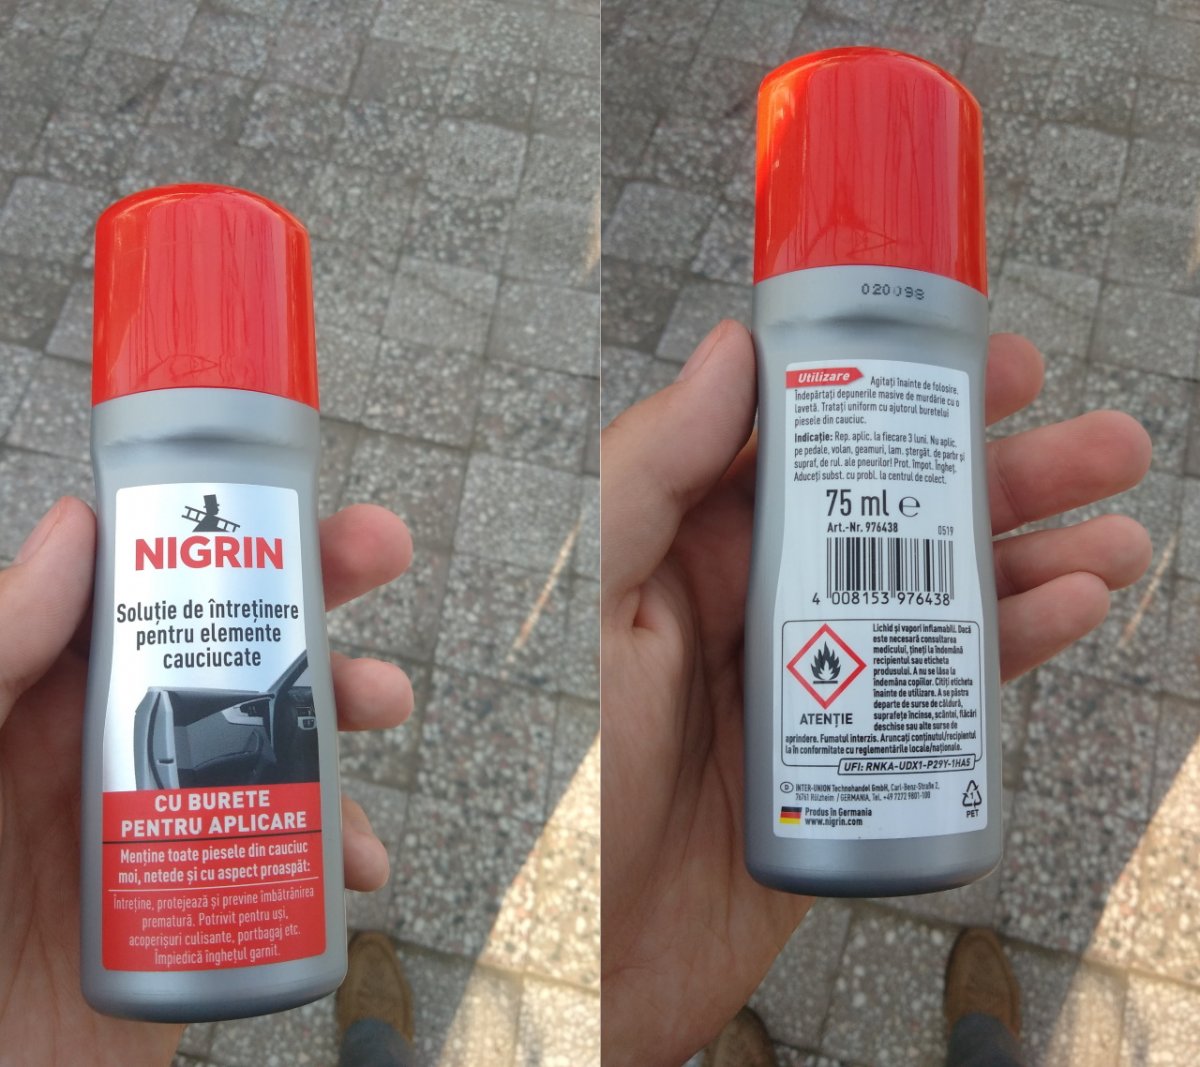 NIGRIN
Soluție de întreținere
pentru elemente
cauciucate
CU BURETE
PENTRU APLICARE
Menține toate piesele din cauciuc
moi, netede și cu aspect proaspăt:
Întreține, protejează și previne îmbătrânirea
prematură. Potrivit pentru uși,
acoperișuri culisante, portbagaj etc.
Împiedică înghețul garnit.
020098
Utilizare
Agitați înainte de folosire.
Îndepărtați depunerile masive de murdărie cu o
lavetă. Tratați uniform cu ajutorul buretelui
piesele din cauciuc.
Indicație: Rep. aplic. la fiecare 3 luni. Nu aplic.
pe pedale, volan, geamuri, lam. ștergăt. de parbr și
supraf. de rul. ale pneurilor! Prot. împot. îngheț.
Aduceți subst. cu probl. la centrul de colect.
75 ml e
Art.-Nr. 976438
0519
4 008153 976438
Lichid și vapori inflamabili. Dacă
este necesară consultarea
medicului, țineți la îndemână
recipientul sau eticheta
produsului. A nu se lăsa la
îndemâna copiilor. Citiți eticheta
înainte de utilizare. A se păstra
departe de surse de căldură,
suprafețe încinse, scântei, flăcări
ATENȚIE
deschise sau alte surse de
aprindere. Fumatul interzis. Aruncați conținutul/recipientul
la în conformitate cu reglementările locale/naționale.
UFI: RNKA-UDX1-P29Y-1HA5
D INTER-UNION Technohandel GmbH, Carl-Benz-Straße 2,
76761 Rülzheim / GERMANIA, Tel. +49 7272 9801-100
Produs în Germania
www.nigrin.com
1
PET